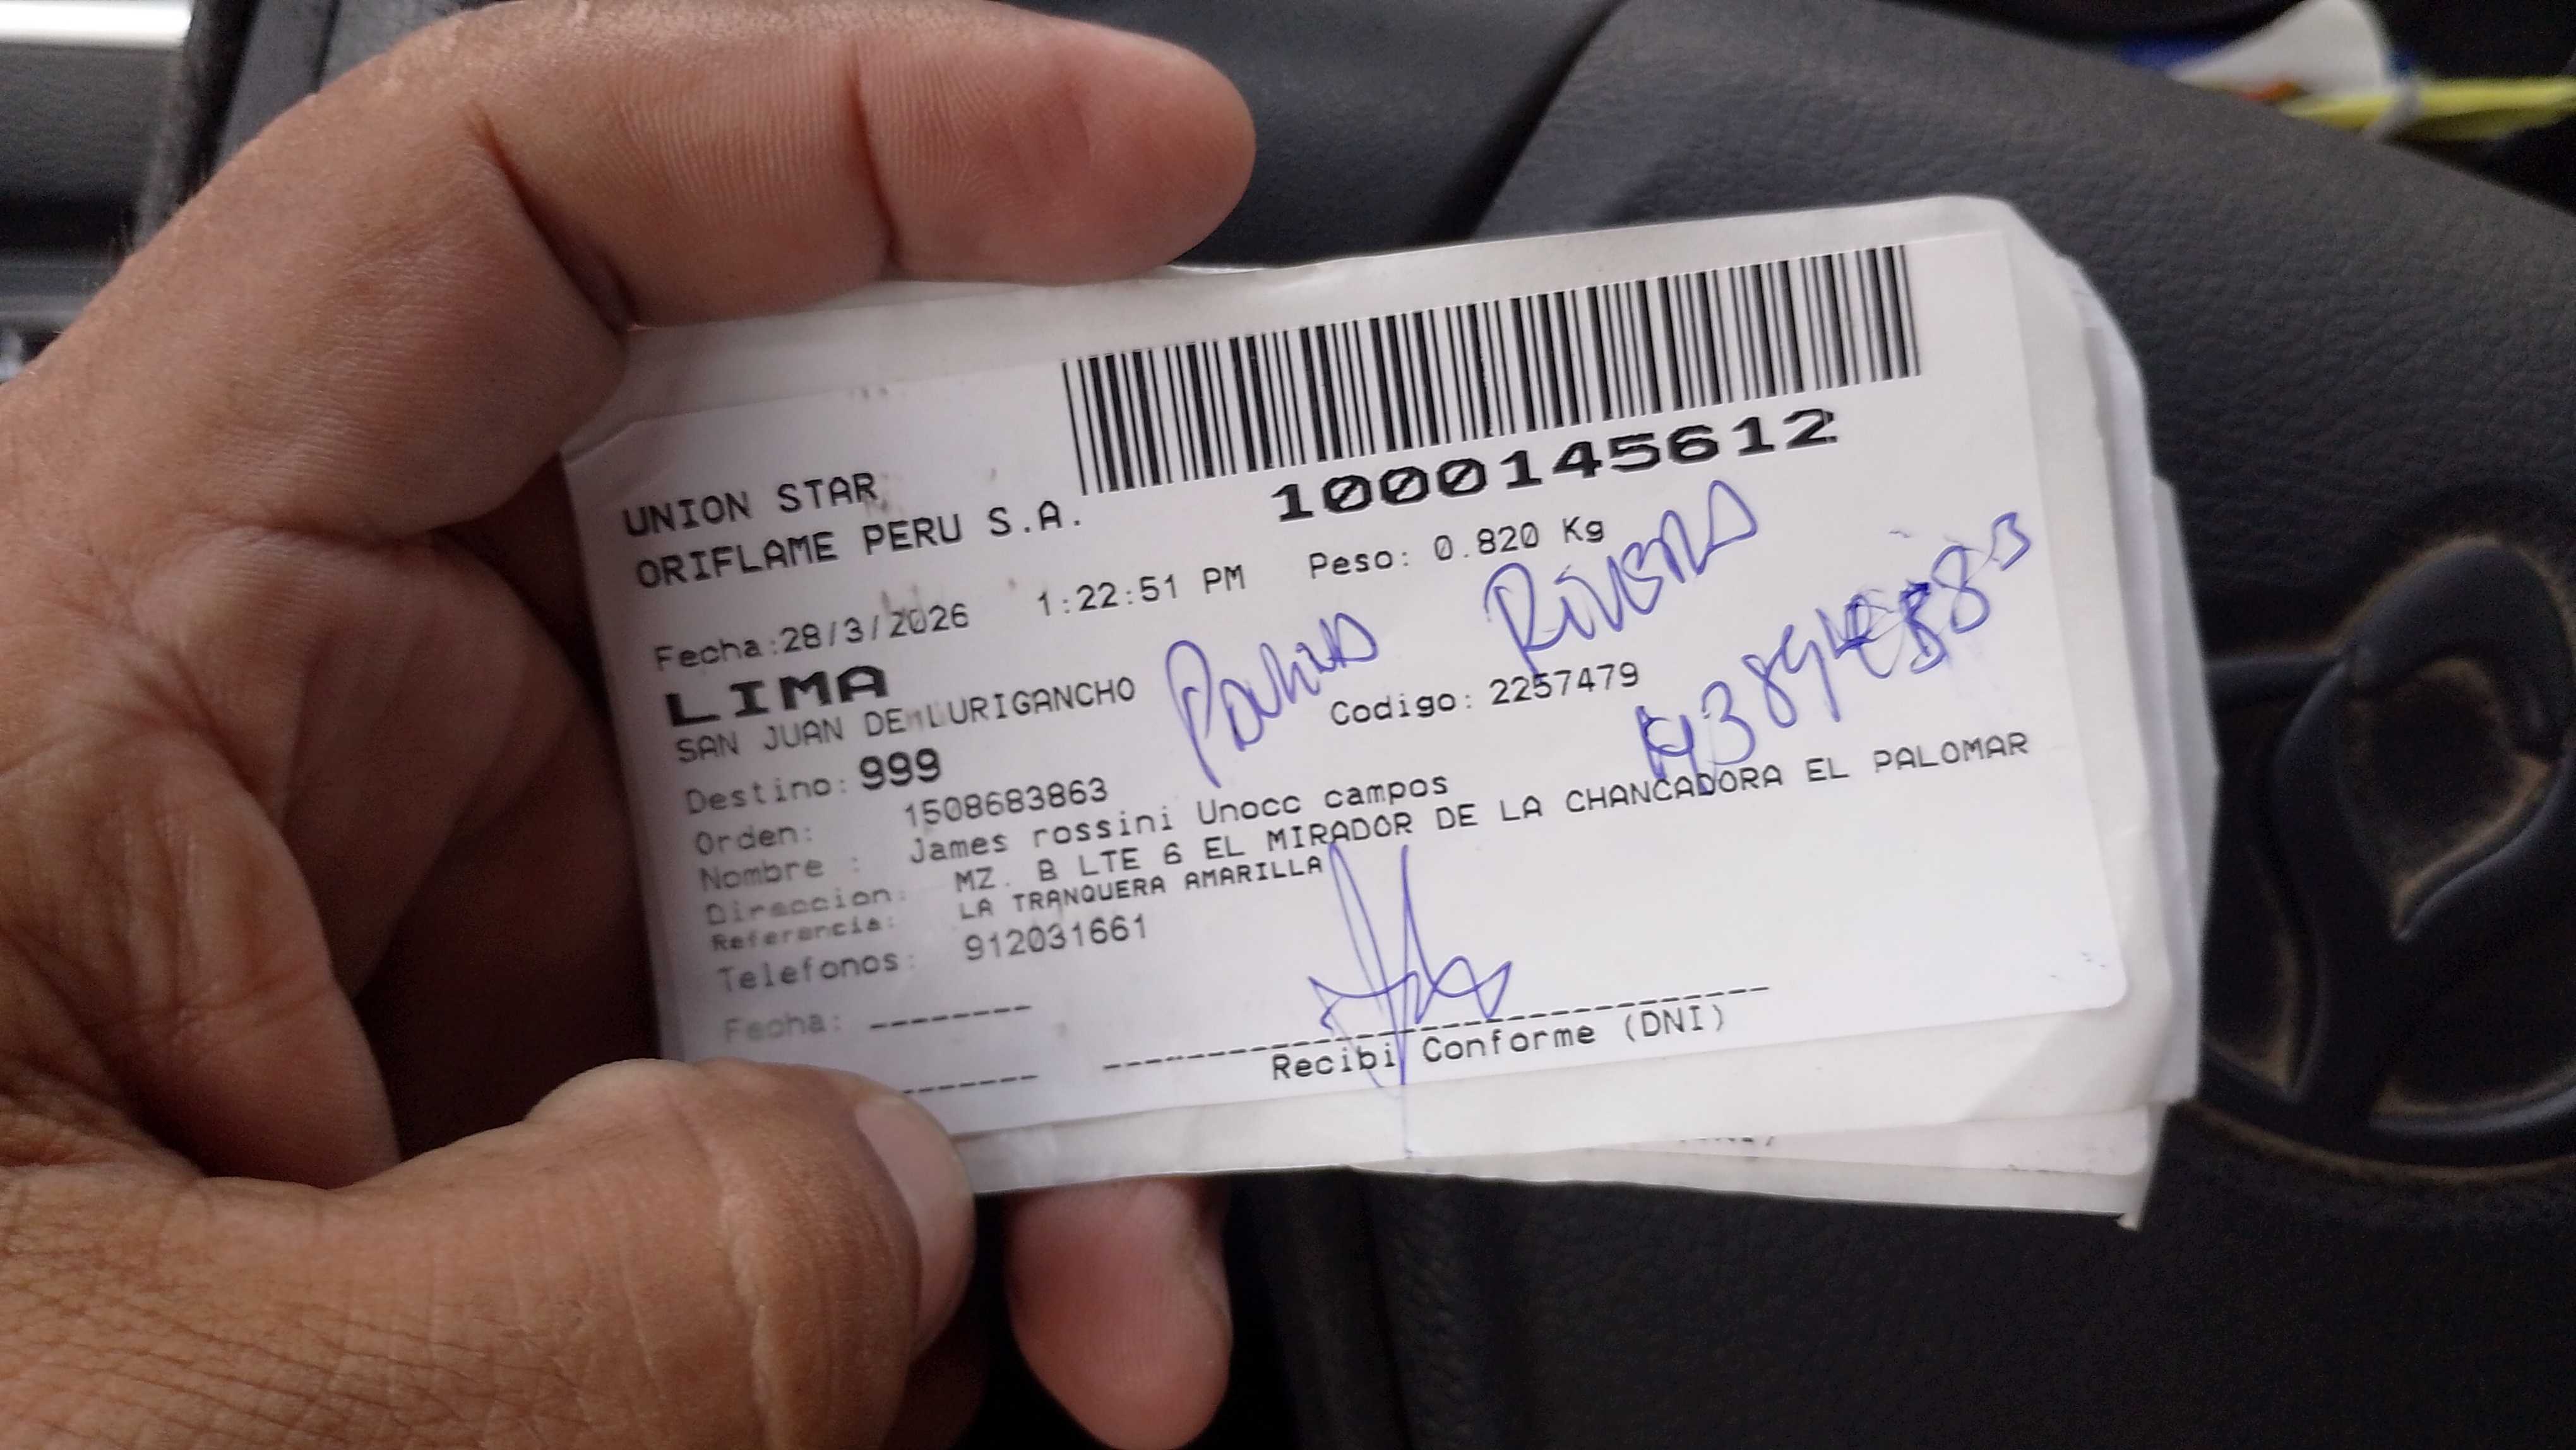 1000145612
UNION STAR
ORIFLAME PERU S.A.
Fecha:28/3/2026 1:22:51 PM Peso: 0.820 Kg
LIMA
SAN JUAN DE LURIGANCHO
Rivera
Codigo: 2257479
Destino: 999
Orden: 1508683863
Nombre : James rossini Unocc campos
Direccion: MZ. B LTE 6 EL MIRADOR DE LA CHANCADORA EL PALOMAR
Referencia: LA TRANQUERA AMARILLA
Telefonos: 912031661
Fecha: --------
Recibi Conforme (DNI)